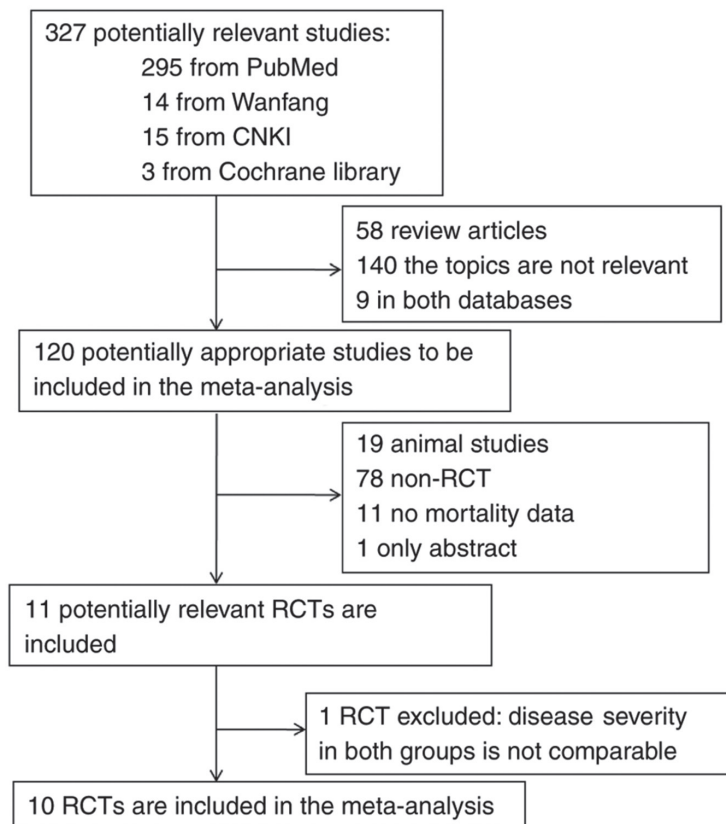 327 potentially relevant studies:
295 from PubMed
14 from Wanfang
15 from CNKI
3 from Cochrane library
58 review articles
140 the topics are not relevant
9 in both databases
120 potentially appropriate studies to be
included in the meta-analysis
19 animal studies
78 non-RCT
11 no mortality data
1 only abstract
11 potentially relevant RCTs are
included
1 RCT excluded: disease severity
in both groups is not comparable
10 RCTs are included in the meta-analysis